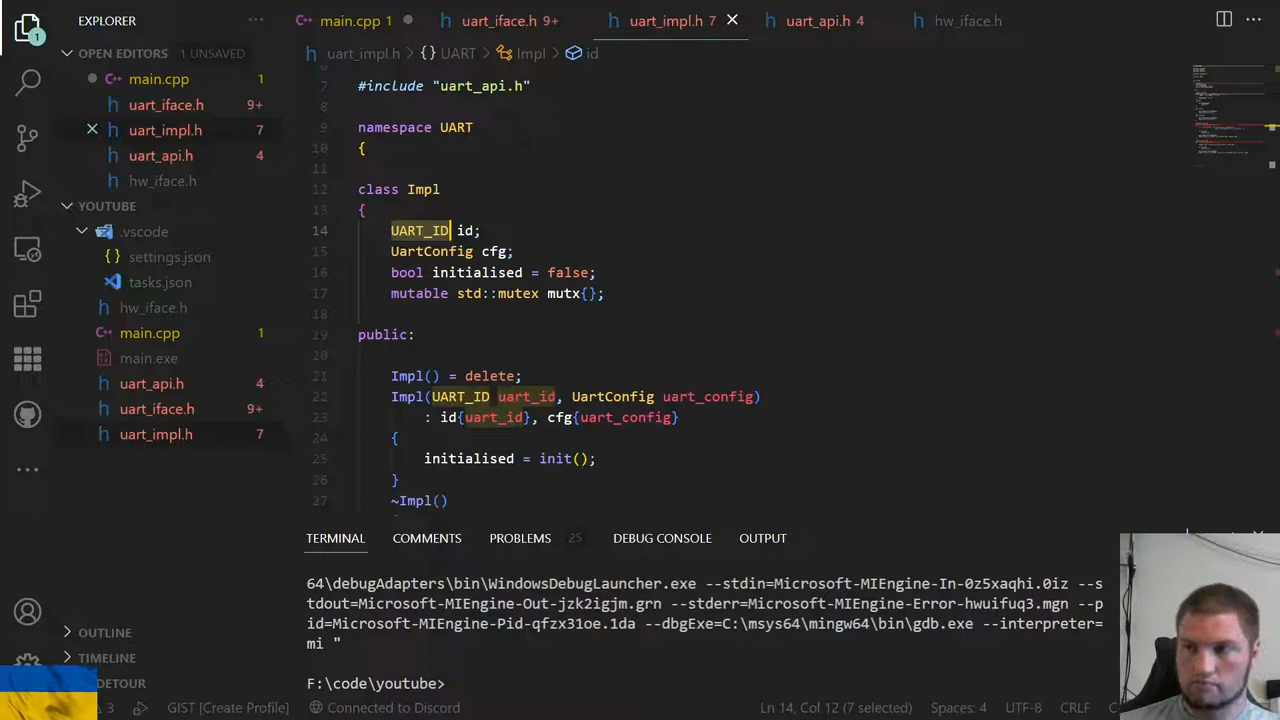 EXPLORER
OPEN EDITORS 1 UNSAVED
main.cpp 1
uart_iface.h 9+
uart_impl.h 7
uart_api.h 4
hw_iface.h
YOUTUBE
.vscode
settings.json
tasks.json
hw_iface.h
main.cpp 1
main.exe
uart_api.h 4
uart_iface.h 9+
uart_impl.h 7
OUTLINE
TIMELINE
DETOUR
1
main.cpp 1
uart_iface.h 9+
uart_impl.h 7
uart_api.h 4
hw_iface.h
uart_impl.h > {} UART > Impl > id
7 #include "uart_api.h"
8
9 namespace UART
10 {
11
12 class Impl
13 {
14 UART_ID id;
15 UartConfig cfg;
16 bool initialised = false;
17 mutable std::mutex mutx{};
18
19 public:
20
21 Impl() = delete;
22 Impl(UART_ID uart_id, UartConfig uart_config)
23 : id{uart_id}, cfg{uart_config}
24 {
25 initialised = init();
26 }
27 ~Impl()
TERMINAL COMMENTS PROBLEMS 25 DEBUG CONSOLE OUTPUT
64\debugAdapters\bin\WindowsDebugLauncher.exe --stdin=Microsoft-MIEngine-In-0z5xaqhi.0iz --s
tdout=Microsoft-MIEngine-Out-jzk2igjm.grn --stderr=Microsoft-MIEngine-Error-hwuifuq3.mgn --p
id=Microsoft-MIEngine-Pid-qfzx31oe.1da --dbgExe=C:\msys64\mingw64\bin\gdb.exe --interpreter=
mi "
F:\code\youtube>
3 GIST [Create Profile] Connected to Discord Ln 14, Col 12 (7 selected) Spaces: 4 UTF-8 CRLF